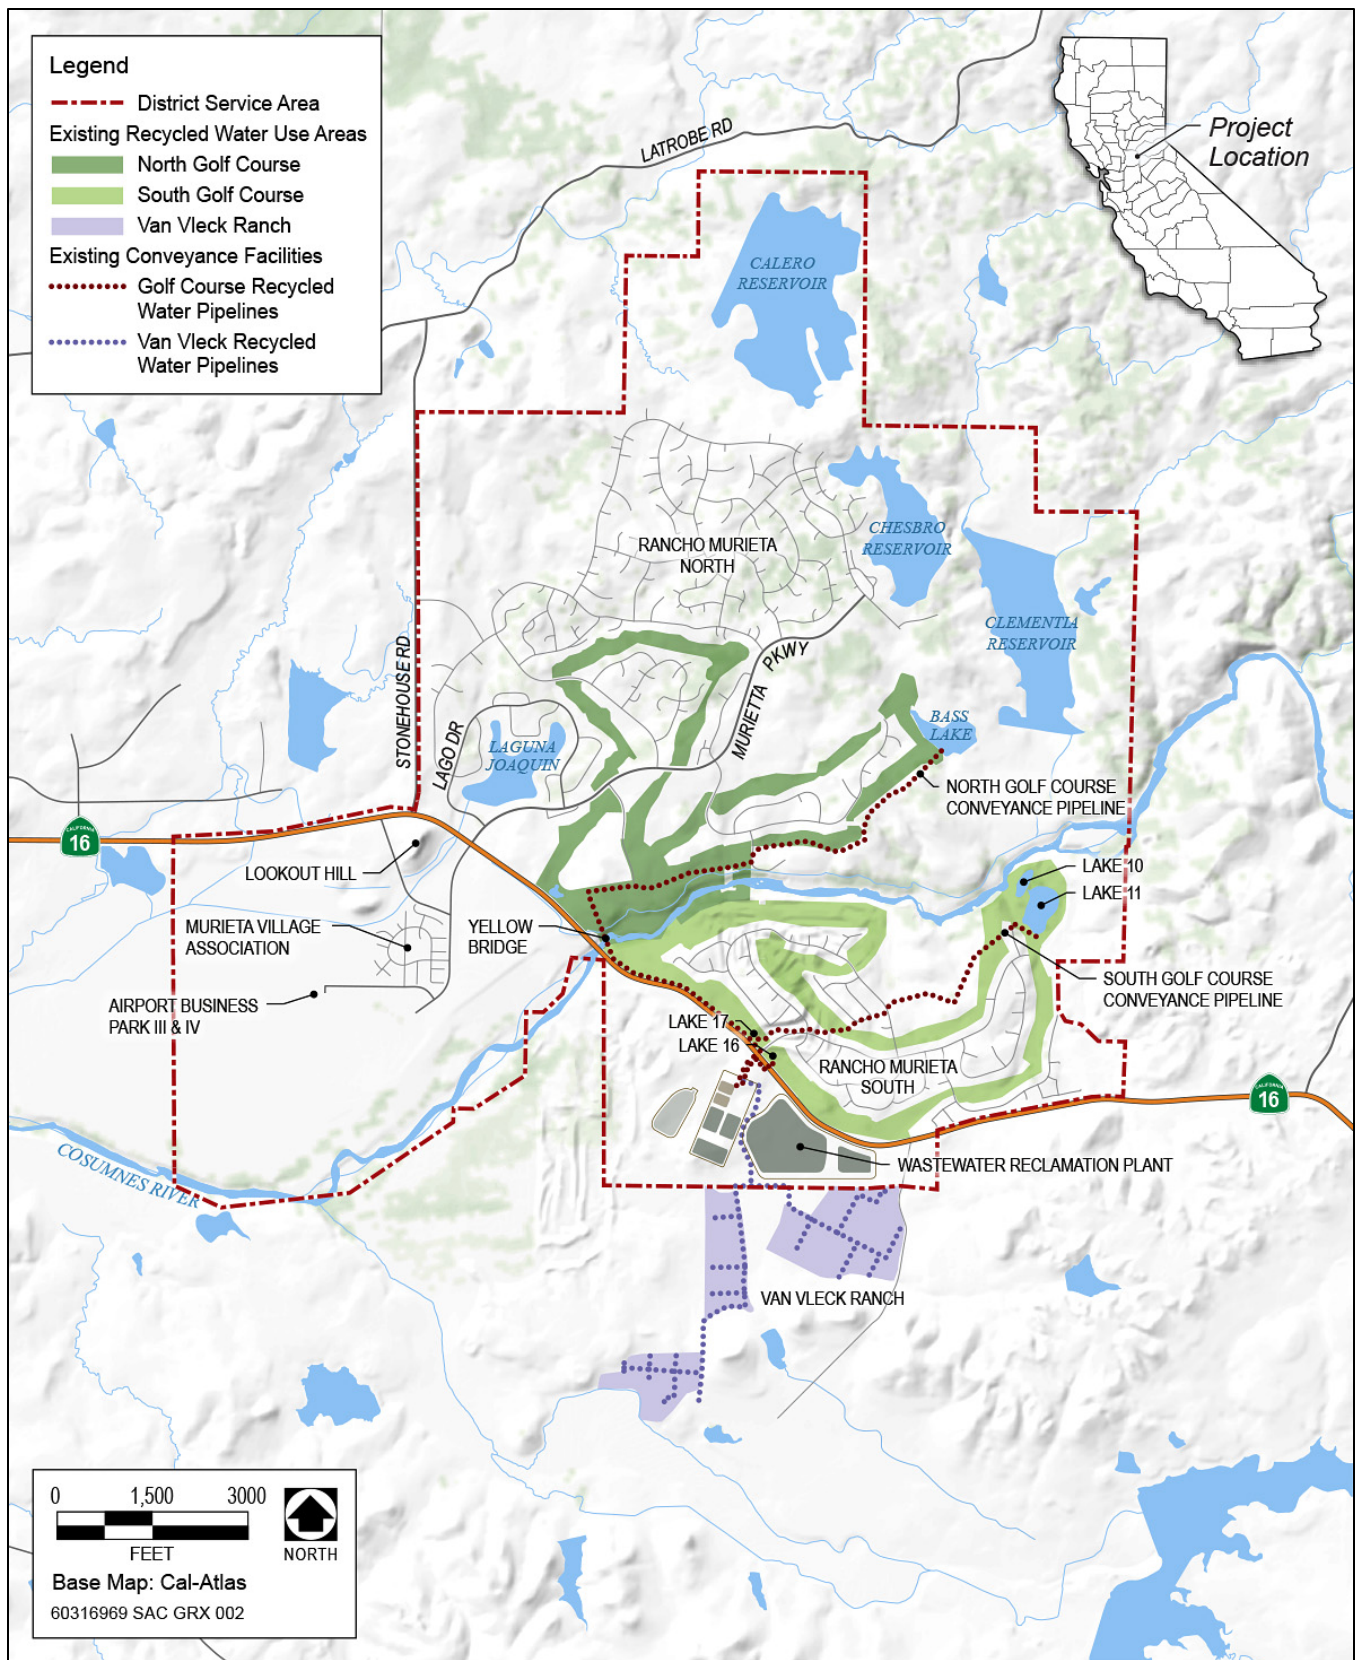 Legend
District Service Area
Existing Recycled Water Use Areas
North Golf Course
South Golf Course
Van Vleck Ranch
Existing Conveyance Facilities
Golf Course Recycled
Water Pipelines
Van Vleck Recycled
Water Pipelines
Project
Location
LATROBE RD
CALERO
RESERVOIR
CHESBRO
RESERVOIR
RANCHO MURIETA
NORTH
CLEMENTIA
RESERVOIR
STONEHOUSE RD
LAGO DR
MURIETTA PKWY
LAGUNA
JOAQUIN
BASS
LAKE
NORTH GOLF COURSE
CONVEYANCE PIPELINE
CALIFORNIA
16
LOOKOUT HILL
LAKE 10
LAKE 11
MURIETA VILLAGE
ASSOCIATION
YELLOW
BRIDGE
AIRPORT BUSINESS
PARK III & IV
SOUTH GOLF COURSE
CONVEYANCE PIPELINE
LAKE 17
LAKE 16
RANCHO MURIETA
SOUTH
CALIFORNIA
16
COSUMNES RIVER
WASTEWATER RECLAMATION PLANT
VAN VLECK RANCH
0 1,500 3000
FEET
NORTH
Base Map: Cal-Atlas
60316969 SAC GRX 002